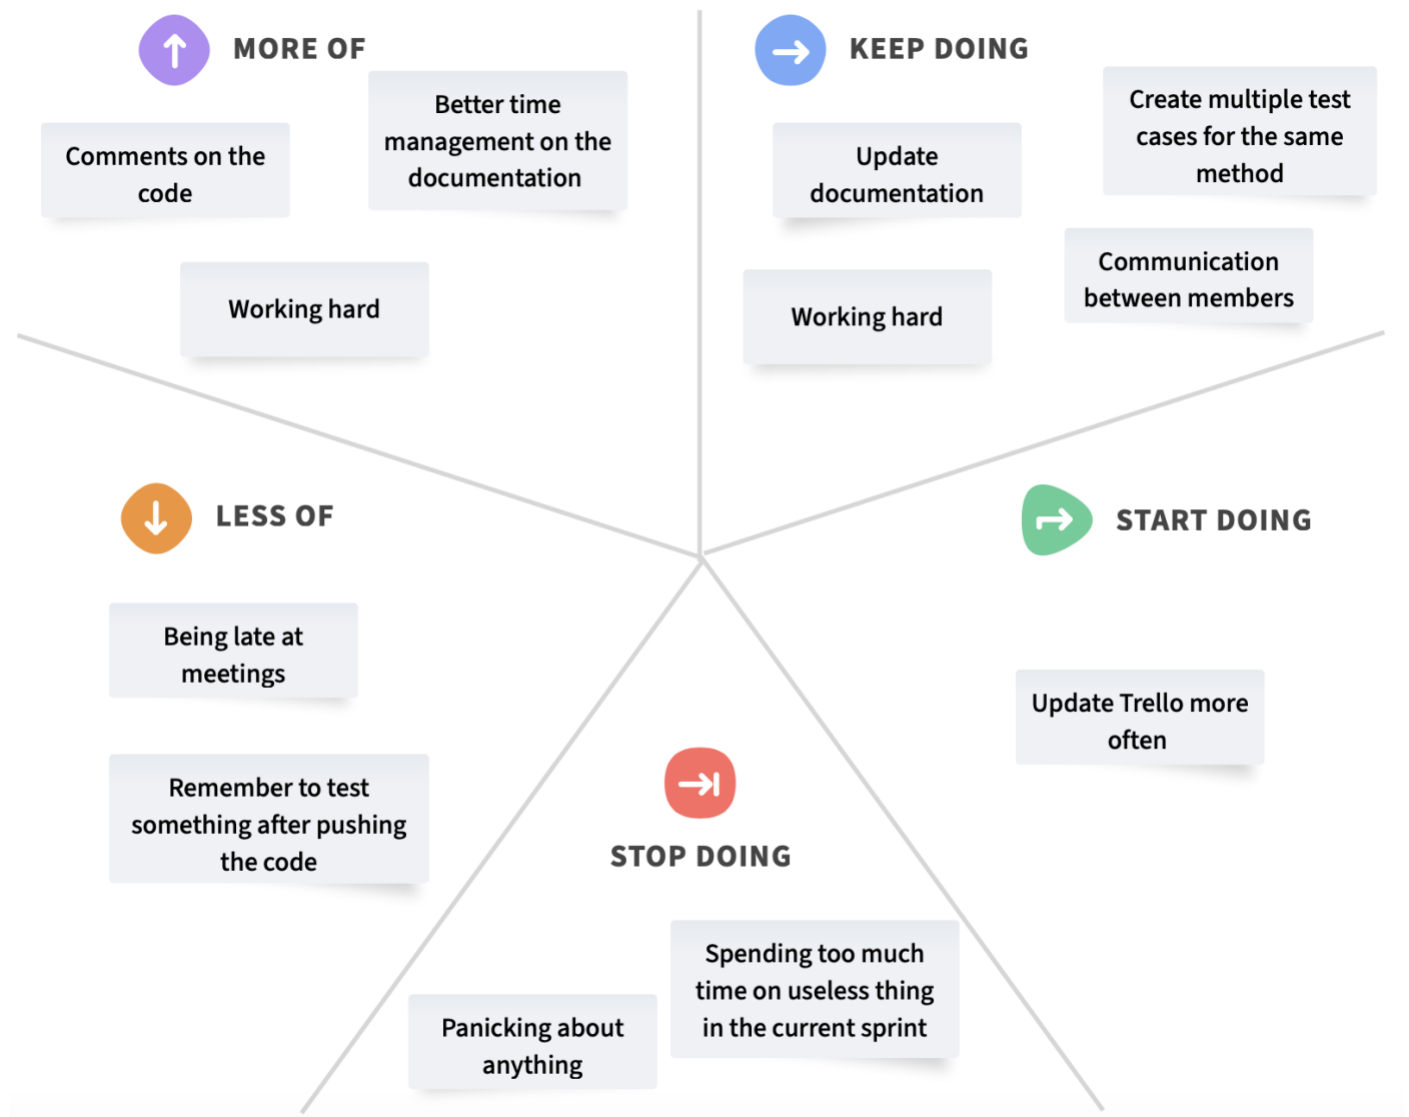 MORE OF
Comments on the
code
Better time
management on the
documentation
Working hard
KEEP DOING
Update
documentation
Create multiple test
cases for the same
method
Working hard
Communication
between members
LESS OF
Being late at
meetings
Remember to test
something after pushing
the code
STOP DOING
Panicking about
anything
Spending too much
time on useless thing
in the current sprint
START DOING
Update Trello more
often